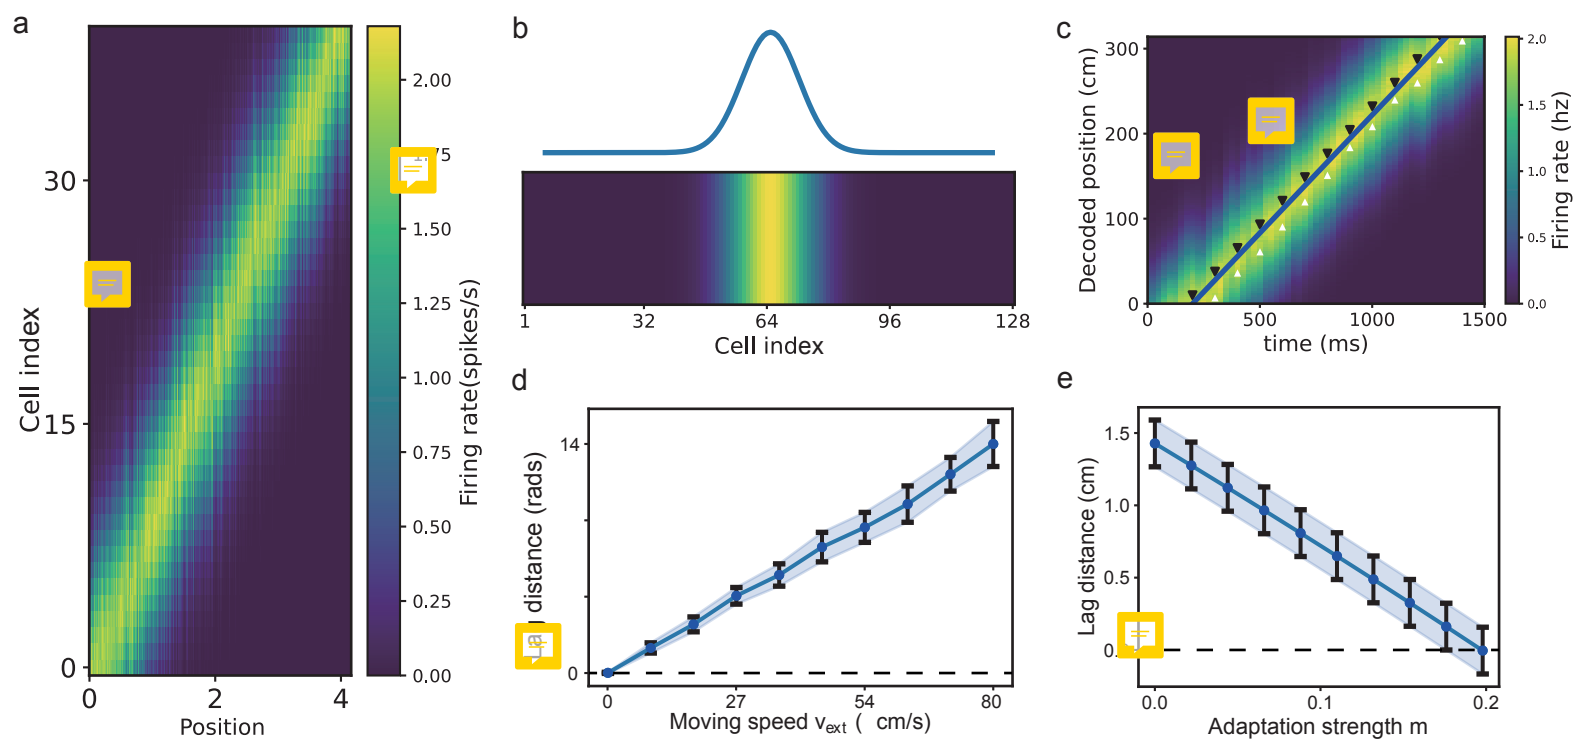 a
30
15
0
Cell index
0
2
4
Position
2.00
1.50
1.25
1.00
0.75
0.50
0.25
0.00
Firing rate(spikes/s)
b
1
32
64
96
128
Cell index
c
300
200
100
0
Decoded position (cm)
0
500
1000
1500
time (ms)
2.0
1.5
1.0
0.5
0.0
Firing rate (hz)
d
14
0
distance (rads)
0
27
54
80
Moving speed v_ext ( cm/s)
e
1.5
1.0
0.5
Lag distance (cm)
0.0
0.1
0.2
Adaptation strength m